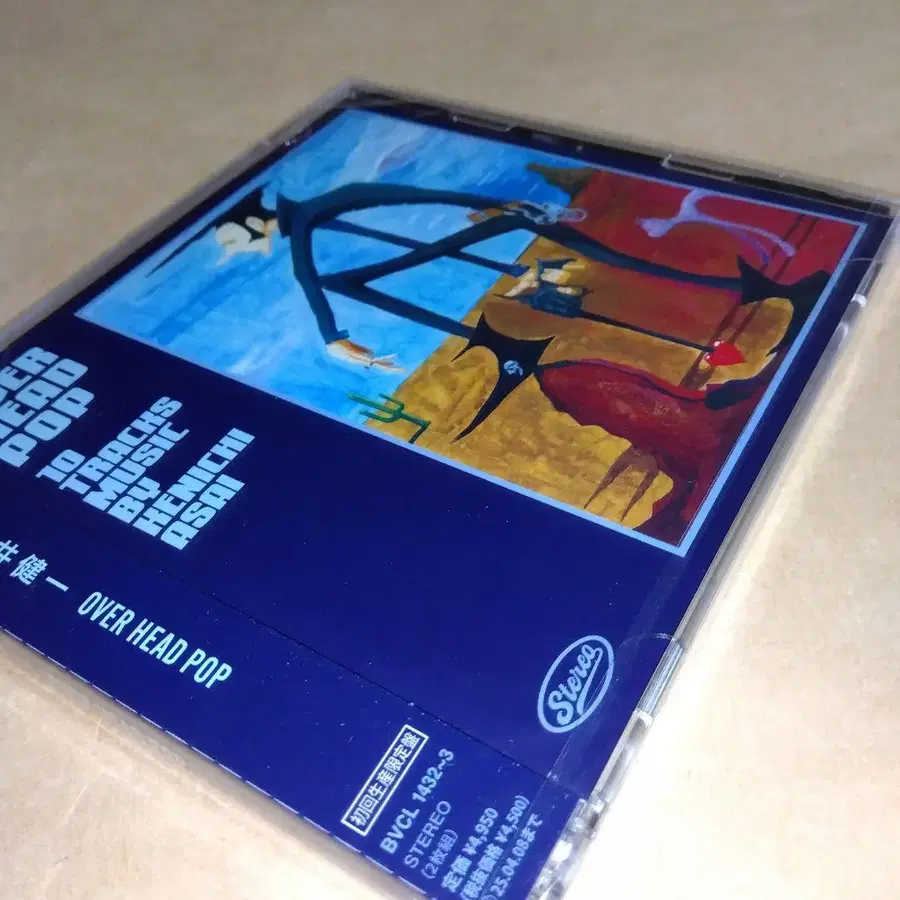 ER
EAD
POP
10
TRACKS
MUSIC
BY
KENICHI
ASAI
井健一 OVER HEAD POP
Stereo
初回生産限定盤
BVCL 1432~3
STEREO
(2枚組)
定価 ¥4,950
(税抜価格 ¥4,500)
25.04.08まで